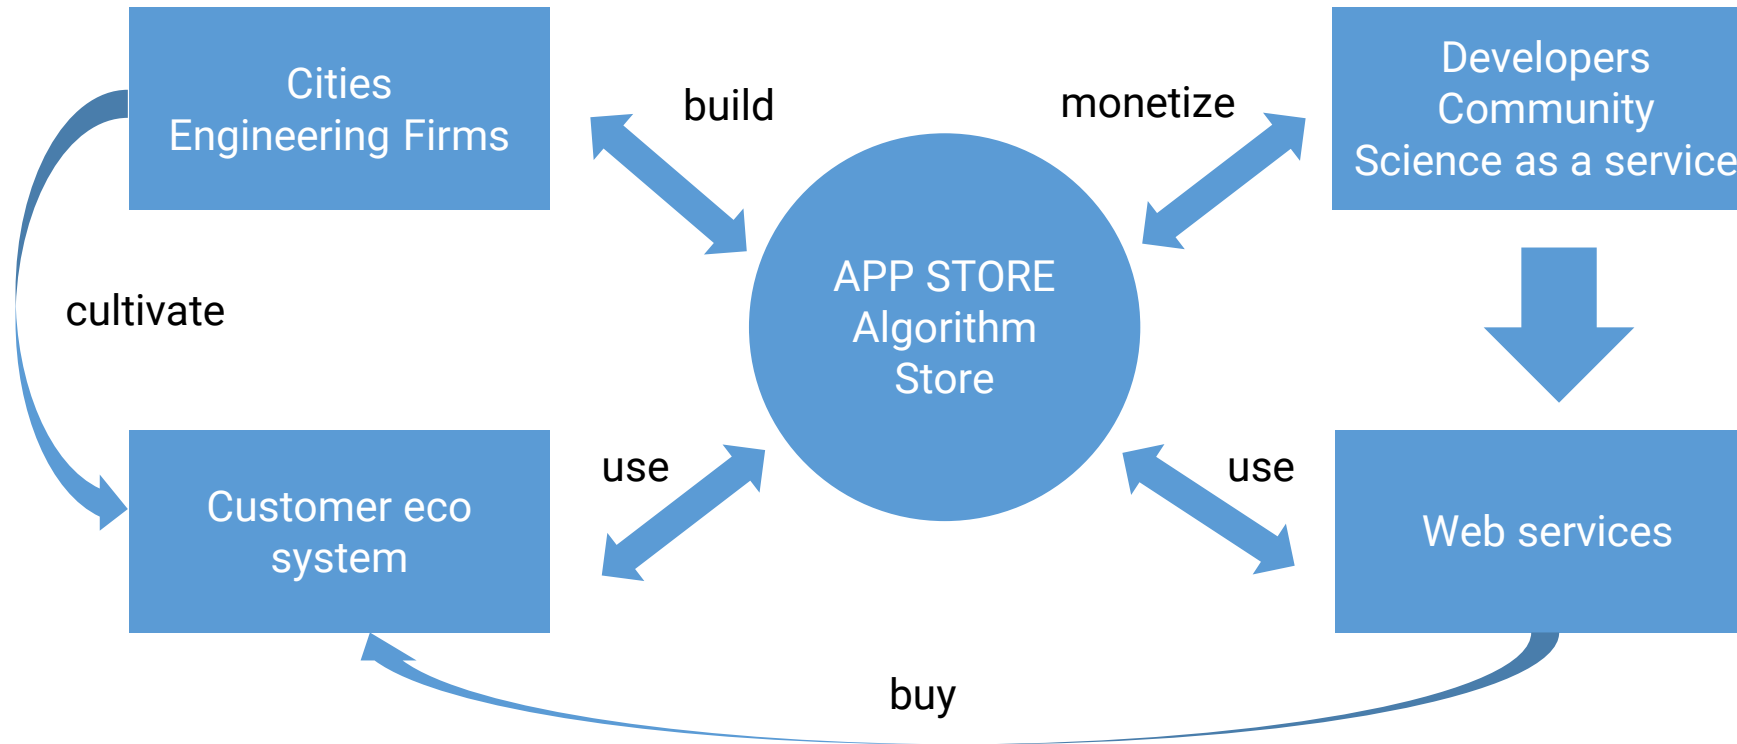 Cities
Engineering Firms
build
monetize
Developers
Community
Science as a service
cultivate
APP STORE
Algorithm
Store
Customer eco
system
use
use
Web services
buy